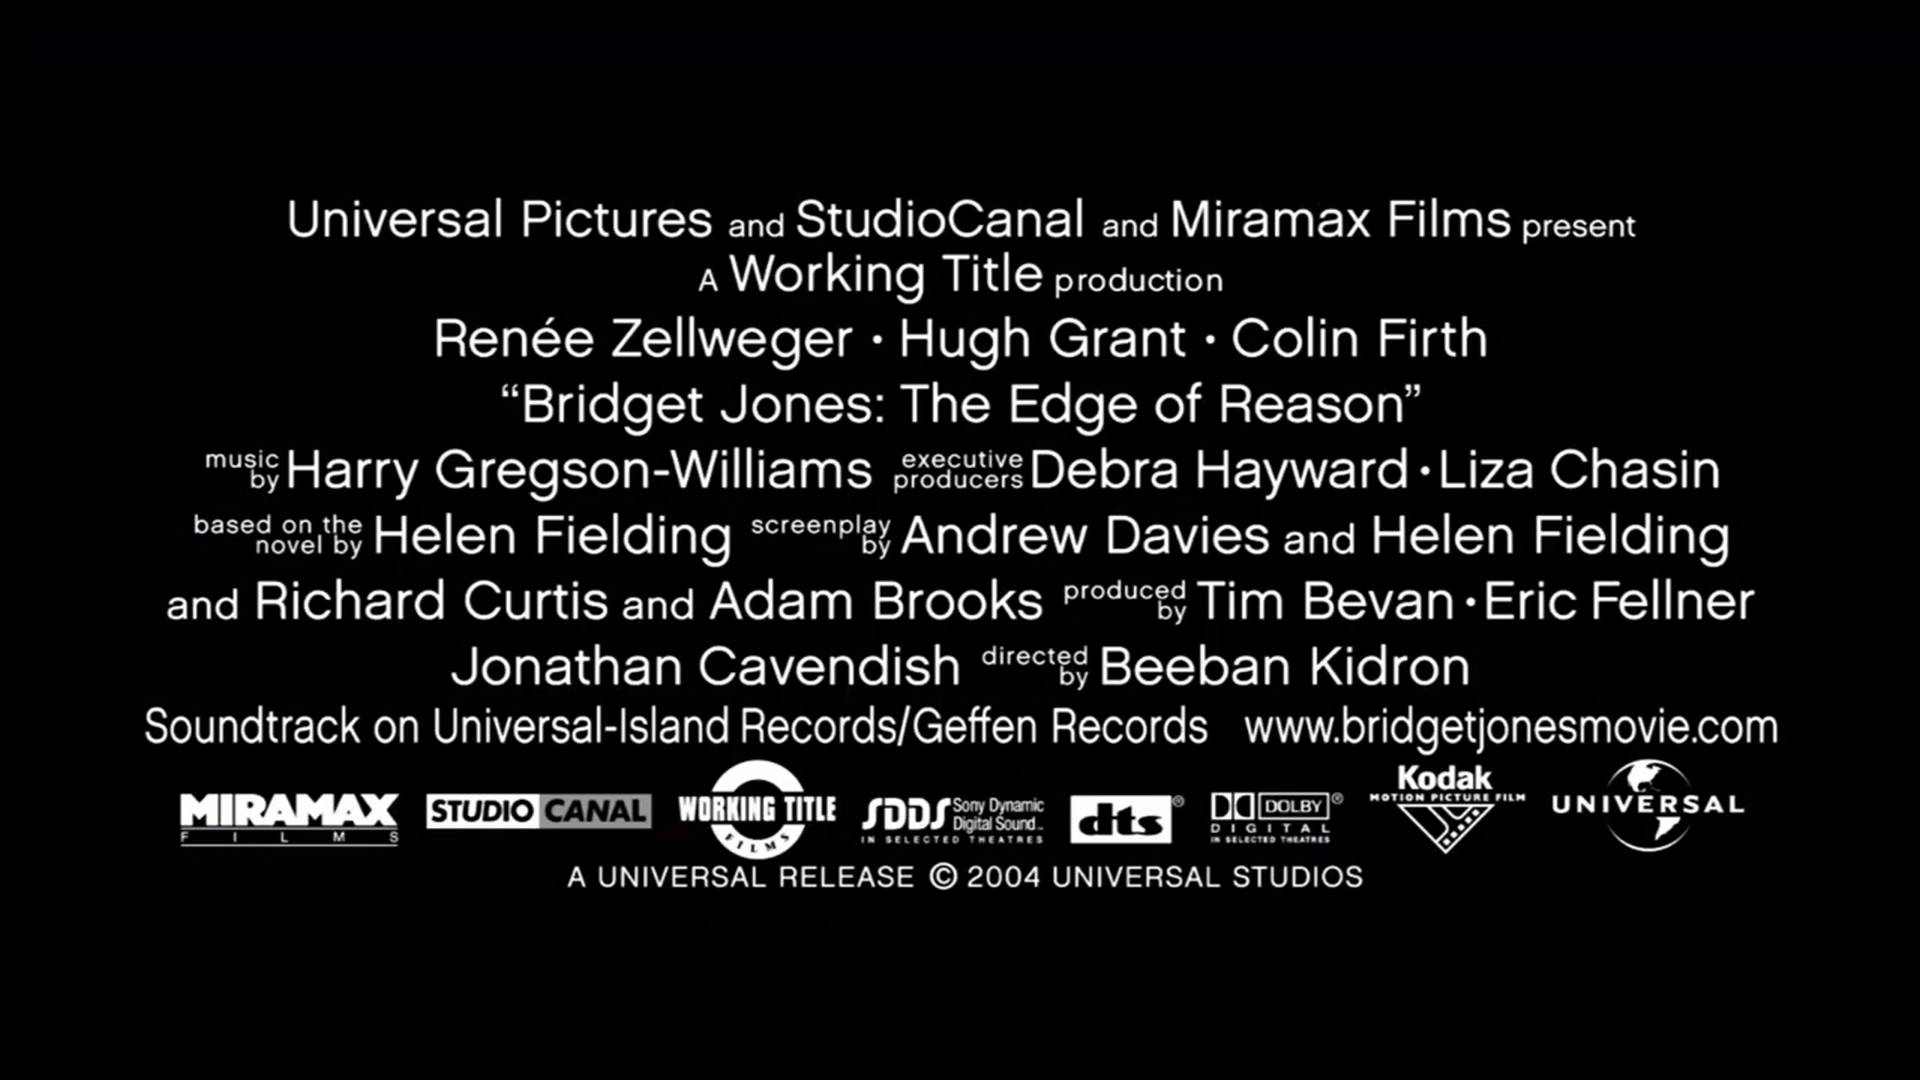 Universal Pictures and StudioCanal and Miramax Films present
A Working Title production
Renée Zellweger · Hugh Grant · Colin Firth
“Bridget Jones: The Edge of Reason”
music by Harry Gregson-Williams executive producers Debra Hayward · Liza Chasin
based on the novel by Helen Fielding screenplay by Andrew Davies and Helen Fielding
and Richard Curtis and Adam Brooks produced by Tim Bevan · Eric Fellner
Jonathan Cavendish directed by Beeban Kidron
Soundtrack on Universal-Island Records/Geffen Records www.bridgetjonesmovie.com
MIRAMAX FILMS STUDIO CANAL WORKING TITLE FILMS SDDS Sony Dynamic Digital Sound™ IN SELECTED THEATRES dts® DOLBY® DIGITAL IN SELECTED THEATRES Kodak MOTION PICTURE FILM UNIVERSAL
A UNIVERSAL RELEASE © 2004 UNIVERSAL STUDIOS